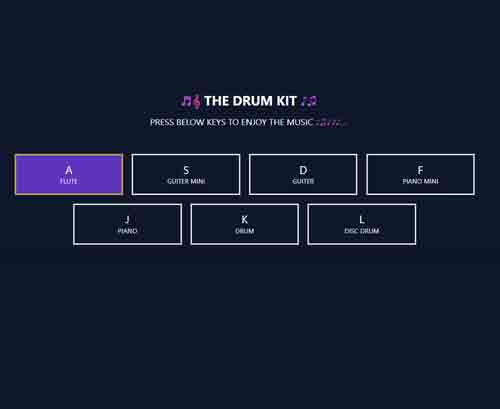 🎵🎼 THE DRUM KIT 🎶
PRESS BELOW KEYS TO ENJOY THE MUSIC
A
FLUTE
S
GUITER MINI
D
GUITER
F
PIANO MINI
J
PIANO
K
DRUM
L
DISC DRUM